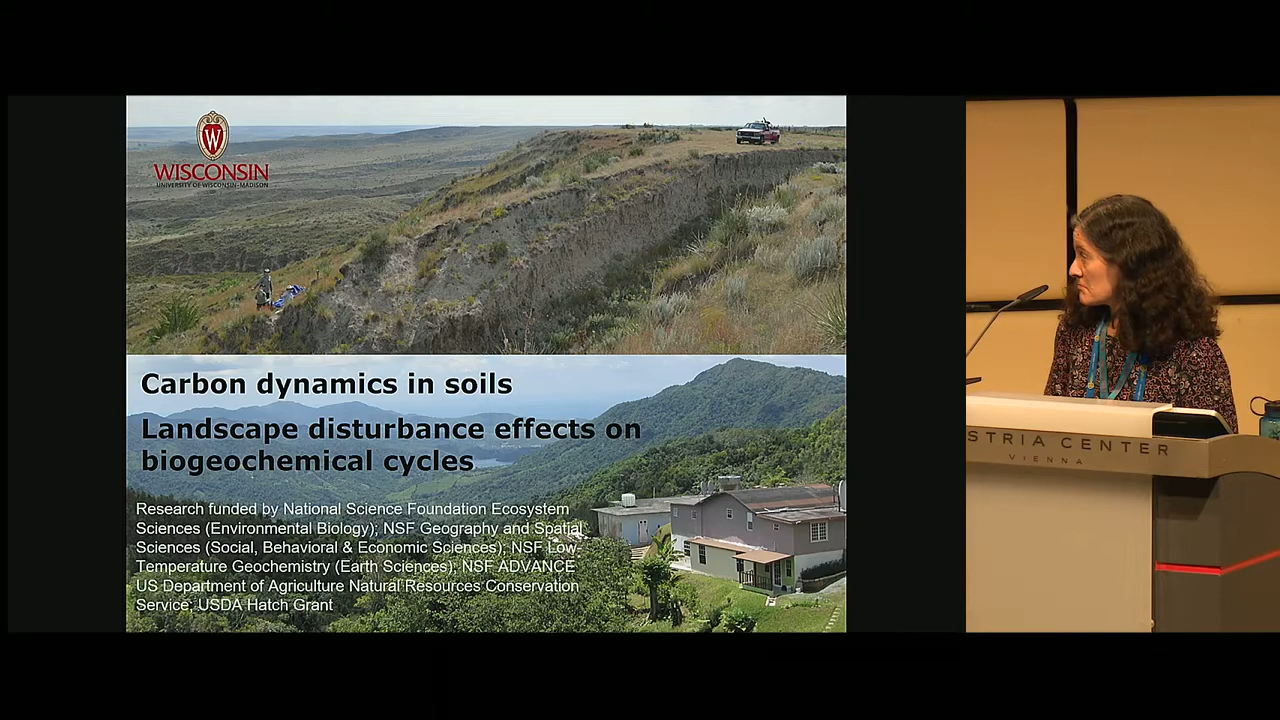 W
WISCONSIN
UNIVERSITY OF WISCONSIN-MADISON
Carbon dynamics in soils
Landscape disturbance effects on
biogeochemical cycles
Research funded by National Science Foundation Ecosystem
Sciences (Environmental Biology); NSF Geography and Spatial
Sciences (Social, Behavioral & Economic Sciences); NSF Low-
Temperature Geochemistry (Earth Sciences); NSF ADVANCE
US Department of Agriculture Natural Resources Conservation
Service; USDA Hatch Grant
STRIA CENTER
VIENNA